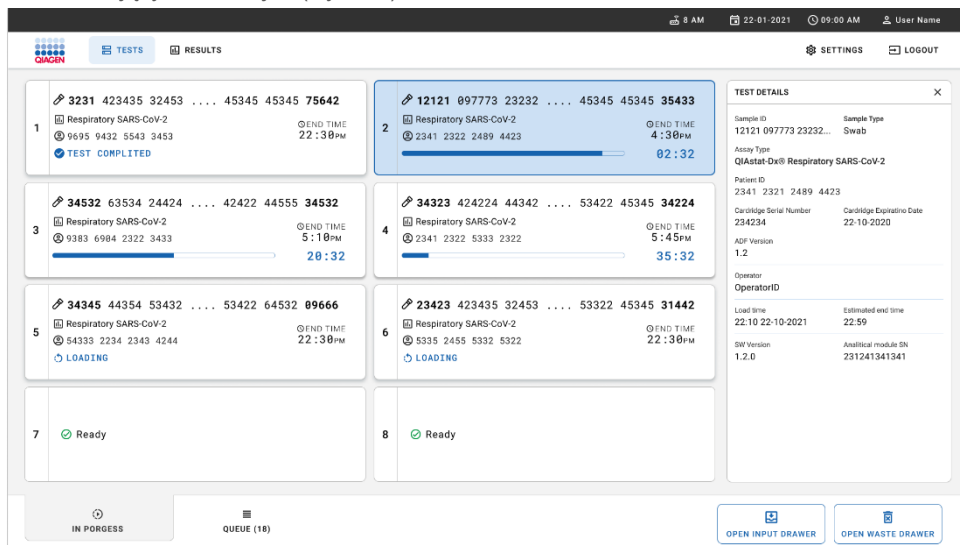 8 AM 22-01-2021 09:00 AM User Name
QIAGEN TESTS RESULTS SETTINGS LOGOUT
1
3231 423435 32453 .... 45345 45345 75642
Respiratory SARS-CoV-2
9695 9432 5543 3453
TEST COMPLITED
END TIME
22:30PM
2
12121 097773 23232 .... 45345 45345 35433
Respiratory SARS-CoV-2
2341 2322 2489 4423
END TIME
4:30PM
02:32
3
34532 63534 24424 .... 42422 44555 34532
Respiratory SARS-CoV-2
9383 6984 2322 3433
END TIME
5:10PM
20:32
4
34323 424224 44342 .... 53422 45345 34224
Respiratory SARS-CoV-2
2341 2322 5333 2322
END TIME
5:45PM
35:32
5
34345 44354 53432 .... 53422 64532 09666
Respiratory SARS-CoV-2
54333 2234 2343 4244
LOADING
END TIME
22:30PM
6
23423 423435 32453 .... 53322 45345 31442
Respiratory SARS-CoV-2
5335 2455 5332 5322
LOADING
END TIME
22:30PM
7 Ready
8 Ready
TEST DETAILS
Sample ID Sample Type
12121 097773 23232... Swab
Assay Type
QIAstat-Dx® Respiratory SARS-CoV-2
Patient ID
2341 2321 2489 4423
Cardridge Serial Number Cardridge Expiratino Date
234234 22-10-2020
ADF Version
1.2
Operator
OperatorID
Load time Estimated end time
22:10 22-10-2021 22:59
SW Version Analitical module SN
1.2.0 231241341341
IN PORGESS
QUEUE (18)
OPEN INPUT DRAWER
OPEN WASTE DRAWER